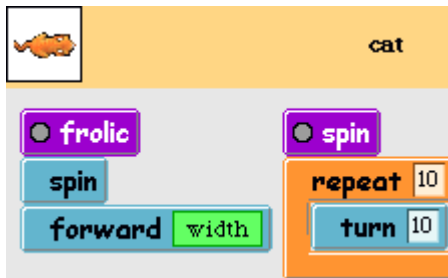 cat
frolic
spin
forward width
spin
repeat 10
turn 10